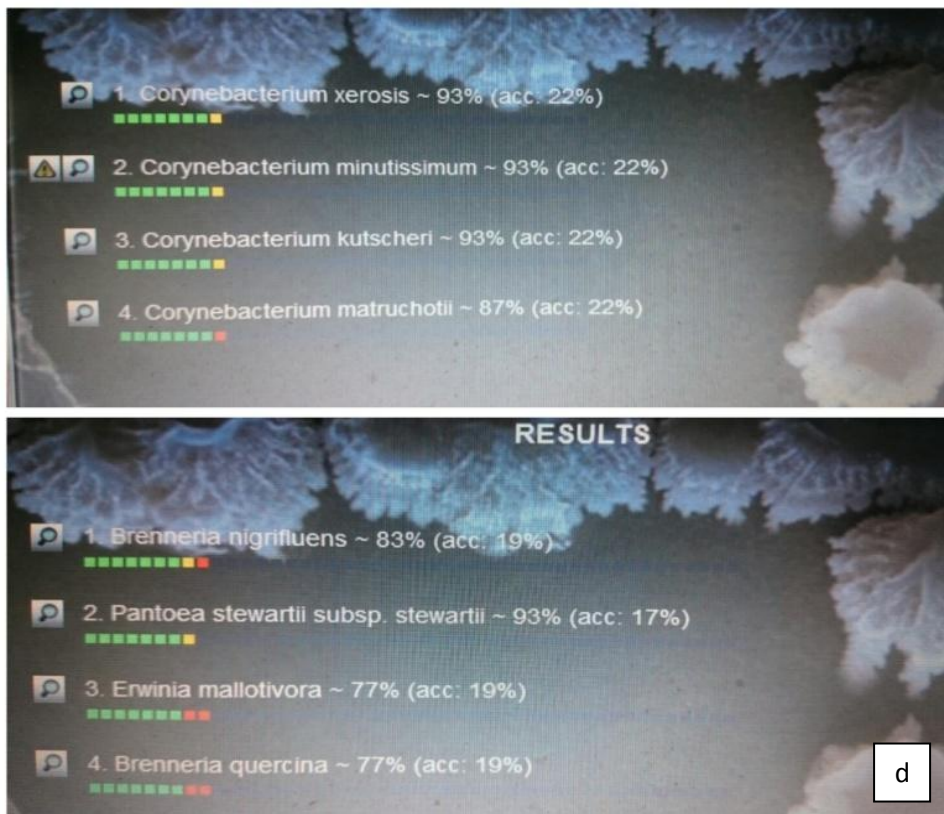 1. Corynebacterium xerosis ~ 93% (acc: 22%)
2. Corynebacterium minutissimum ~ 93% (acc: 22%)
3. Corynebacterium kutscheri ~ 93% (acc: 22%)
4. Corynebacterium matruchotii ~ 87% (acc: 22%)
RESULTS
1. Brenneria nigrifluens ~ 83% (acc: 19%)
2. Pantoea stewartii subsp. stewartii ~ 93% (acc: 17%)
3. Erwinia mallotivora ~ 77% (acc: 19%)
4. Brenneria quercina ~ 77% (acc: 19%)
d